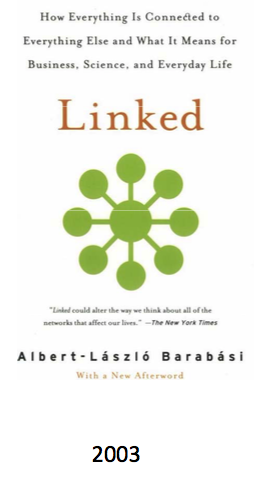 How Everything Is Connected to
Everything Else and What It Means for
Business, Science, and Everyday Life
Linked
"Linked could alter the way we think about all of the
networks that affect our lives." —The New York Times
Albert-László Barabási
With a New Afterword
2003